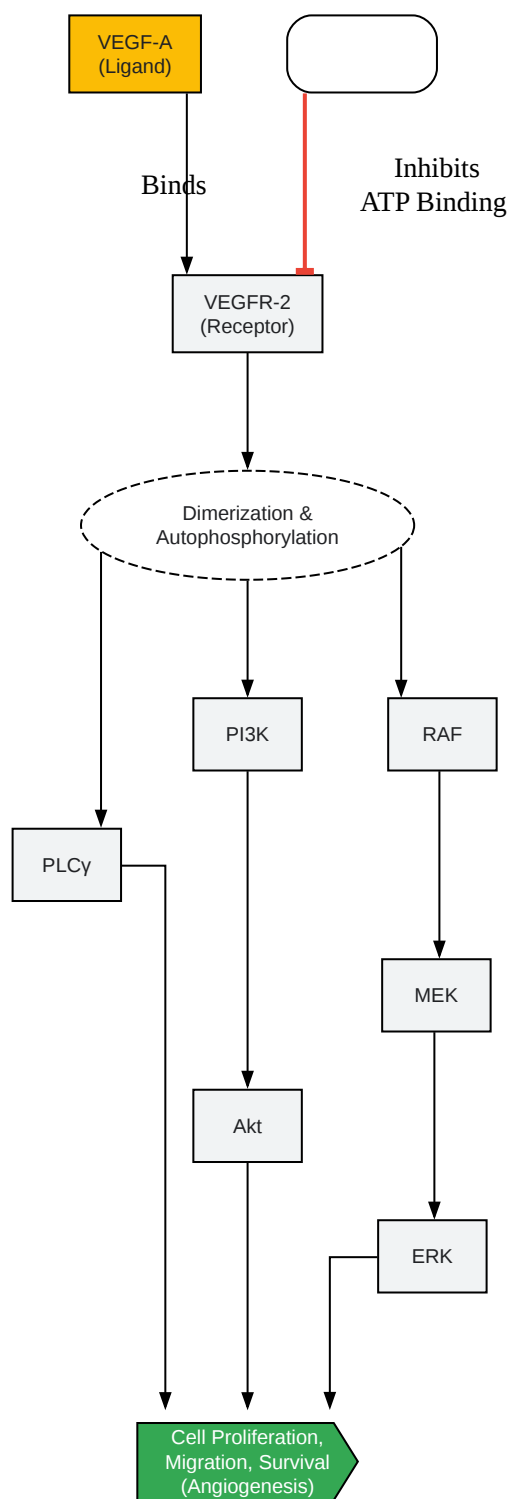 VEGF-A
(Ligand)
Binds
Inhibits
ATP Binding
VEGFR-2
(Receptor)
Dimerization &
Autophosphorylation
PI3K
RAF
PLCγ
MEK
Akt
ERK
Cell Proliferation,
Migration, Survival
(Angiogenesis)